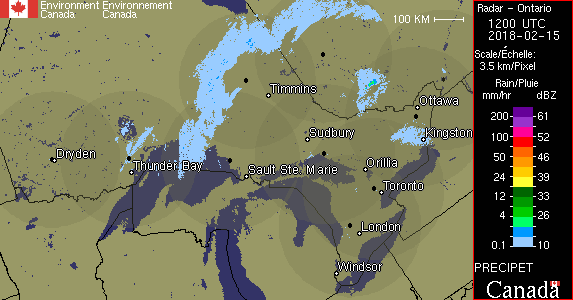 Environment Environnement
Canada Canada
100 KM
Timmins
Ottawa
Sudbury
Kingston
Dryden
Thunder Bay
Sault Ste. Marie
Orillia
Toronto
London
Windsor
Radar - Ontario
1200 UTC
2018-02-15
Scale/Échelle:
3.5 km/Pixel
Rain/Pluie
mm/hr dBZ
200 61
100 52
50 46
24 39
12 33
4 26
0.1 10
PRECIPET
Canada